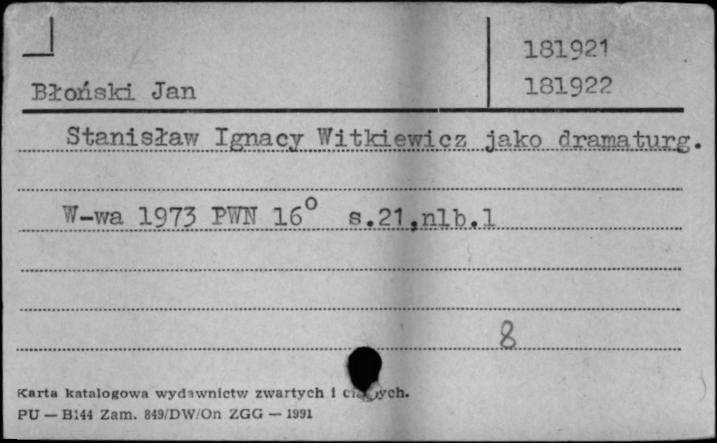 181921
Błoński Jan 181922
Stanisław Ignacy Witkiewicz jako dramaturg.
W-wa 1973 PWN 16° s.21,nlb.1
8
Karta katalogowa wydawnictw zwartych i ciągłych.
PU — B144 Zam. 849/DW/On ZGG — 1991